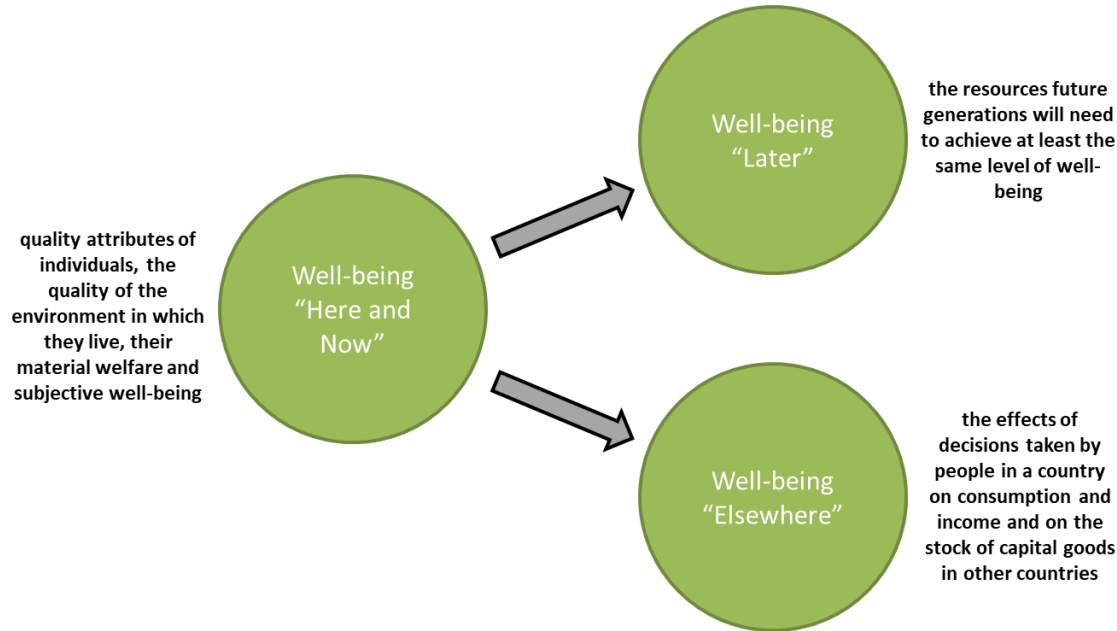 quality attributes of
individuals, the
quality of the
environment in which
they live, their
material welfare and
subjective well-being
Well-being
“Here and
Now”
Well-being
“Later”
the resources future
generations will need
to achieve at least the
same level of well-
being
Well-being
“Elsewhere”
the effects of
decisions taken by
people in a country
on consumption and
income and on the
stock of capital goods
in other countries